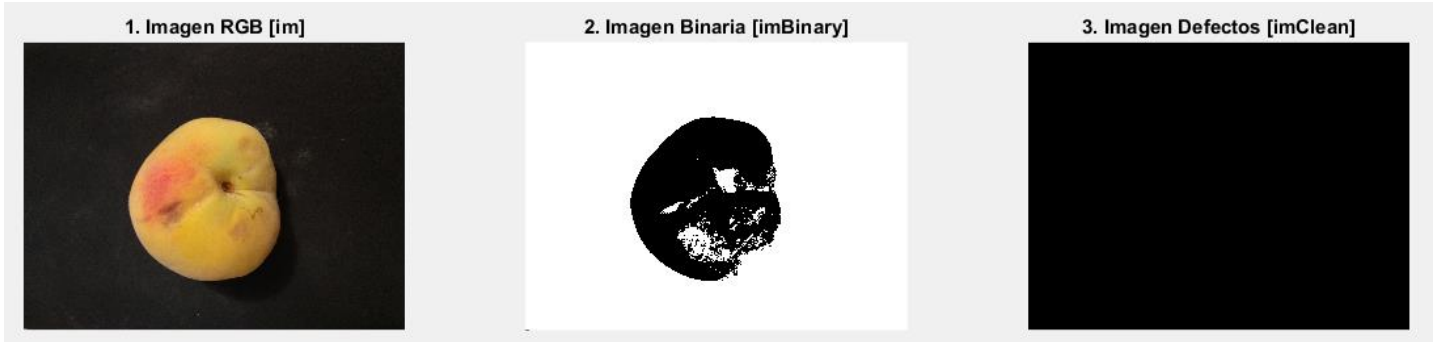 1. Imagen RGB [im]
2. Imagen Binaria [imBinary]
3. Imagen Defectos [imClean]